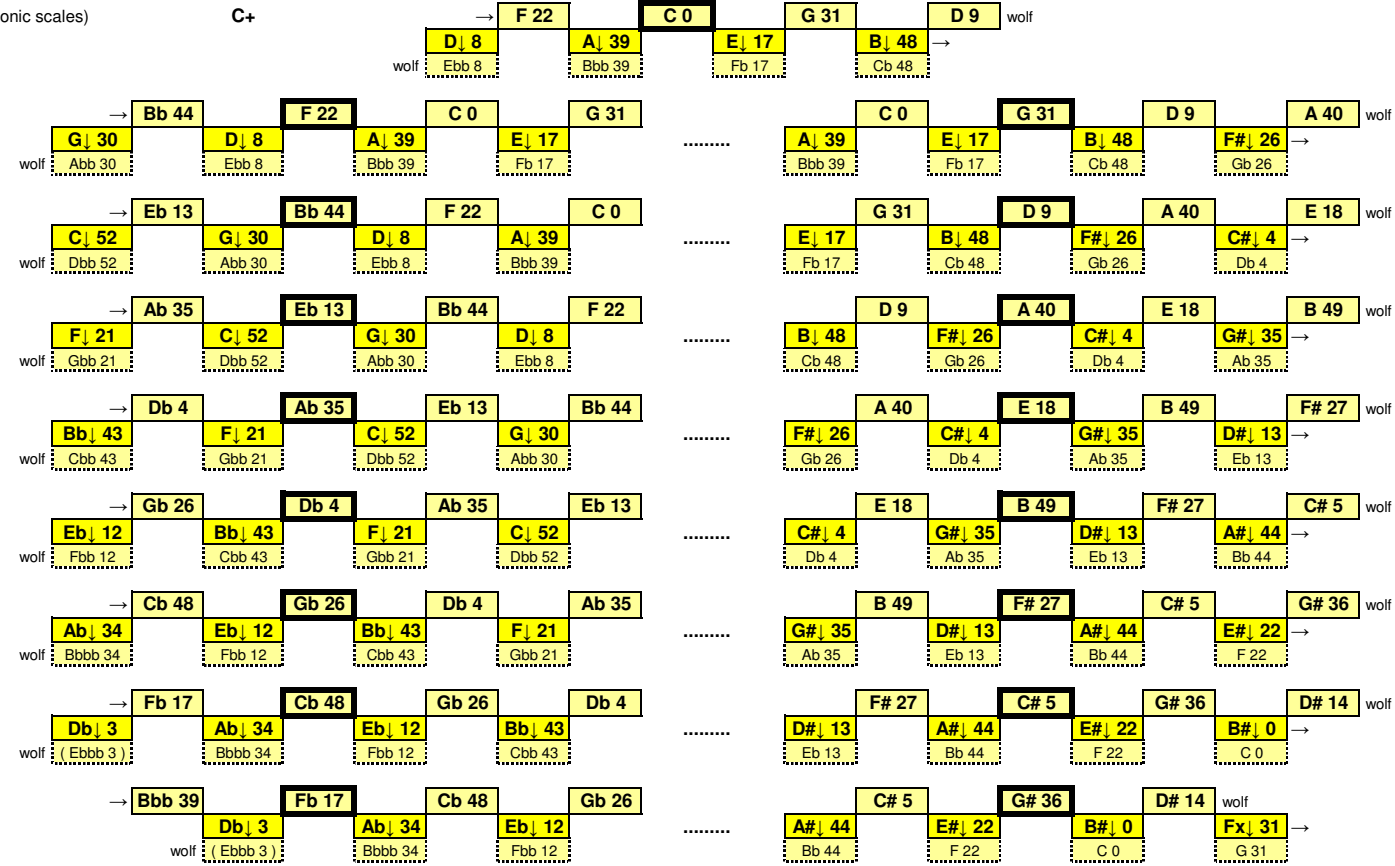 onic scales) C+ → F 22 C 0 G 31 D 9 wolf
D↓ 8 A↓ 39 E↓ 17 B↓ 48 →
wolf Ebb 8 Bbb 39 Fb 17 Cb 48
→ Bb 44 F 22 C 0 G 31 C 0 G 31 D 9 A 40 wolf
G↓ 30 D↓ 8 A↓ 39 E↓ 17 ......... A↓ 39 E↓ 17 B↓ 48 F#↓ 26 →
wolf Abb 30 Ebb 8 Bbb 39 Fb 17 Bbb 39 Fb 17 Cb 48 Gb 26
→ Eb 13 Bb 44 F 22 C 0 G 31 D 9 A 40 E 18 wolf
C↓ 52 G↓ 30 D↓ 8 A↓ 39 ......... E↓ 17 B↓ 48 F#↓ 26 C#↓ 4 →
wolf Dbb 52 Abb 30 Ebb 8 Bbb 39 Fb 17 Cb 48 Gb 26 Db 4
→ Ab 35 Eb 13 Bb 44 F 22 D 9 A 40 E 18 B 49 wolf
F↓ 21 C↓ 52 G↓ 30 D↓ 8 ......... B↓ 48 F#↓ 26 C#↓ 4 G#↓ 35 →
wolf Gbb 21 Dbb 52 Abb 30 Ebb 8 Cb 48 Gb 26 Db 4 Ab 35
→ Db 4 Ab 35 Eb 13 Bb 44 A 40 E 18 B 49 F# 27 wolf
Bb↓ 43 F↓ 21 C↓ 52 G↓ 30 ......... F#↓ 26 C#↓ 4 G#↓ 35 D#↓ 13 →
wolf Cbb 43 Gbb 21 Dbb 52 Abb 30 Gb 26 Db 4 Ab 35 Eb 13
→ Gb 26 Db 4 Ab 35 Eb 13 E 18 B 49 F# 27 C# 5 wolf
Eb↓ 12 Bb↓ 43 F↓ 21 C↓ 52 ......... C#↓ 4 G#↓ 35 D#↓ 13 A#↓ 44 →
wolf Fbb 12 Cbb 43 Gbb 21 Dbb 52 Db 4 Ab 35 Eb 13 Bb 44
→ Cb 48 Gb 26 Db 4 Ab 35 B 49 F# 27 C# 5 G# 36 wolf
Ab↓ 34 Eb↓ 12 Bb↓ 43 F↓ 21 ......... G#↓ 35 D#↓ 13 A#↓ 44 E#↓ 22 →
wolf Bbbb 34 Fbb 12 Cbb 43 Gbb 21 Ab 35 Eb 13 Bb 44 F 22
→ Fb 17 Cb 48 Gb 26 Db 4 F# 27 C# 5 G# 36 D# 14 wolf
Db↓ 3 Ab↓ 34 Eb↓ 12 Bb↓ 43 ......... D#↓ 13 A#↓ 44 E#↓ 22 B#↓ 0 →
wolf ( Ebbb 3 ) Bbbb 34 Fbb 12 Cbb 43 Eb 13 Bb 44 F 22 C 0
→ Bbb 39 Fb 17 Cb 48 Gb 26 C# 5 G# 36 D# 14 wolf
Db↓ 3 Ab↓ 34 Eb↓ 12 ......... A#↓ 44 E#↓ 22 B#↓ 0 Fx↓ 31 →
wolf ( Ebbb 3 ) Bbbb 34 Fbb 12 Bb 44 F 22 C 0 G 31